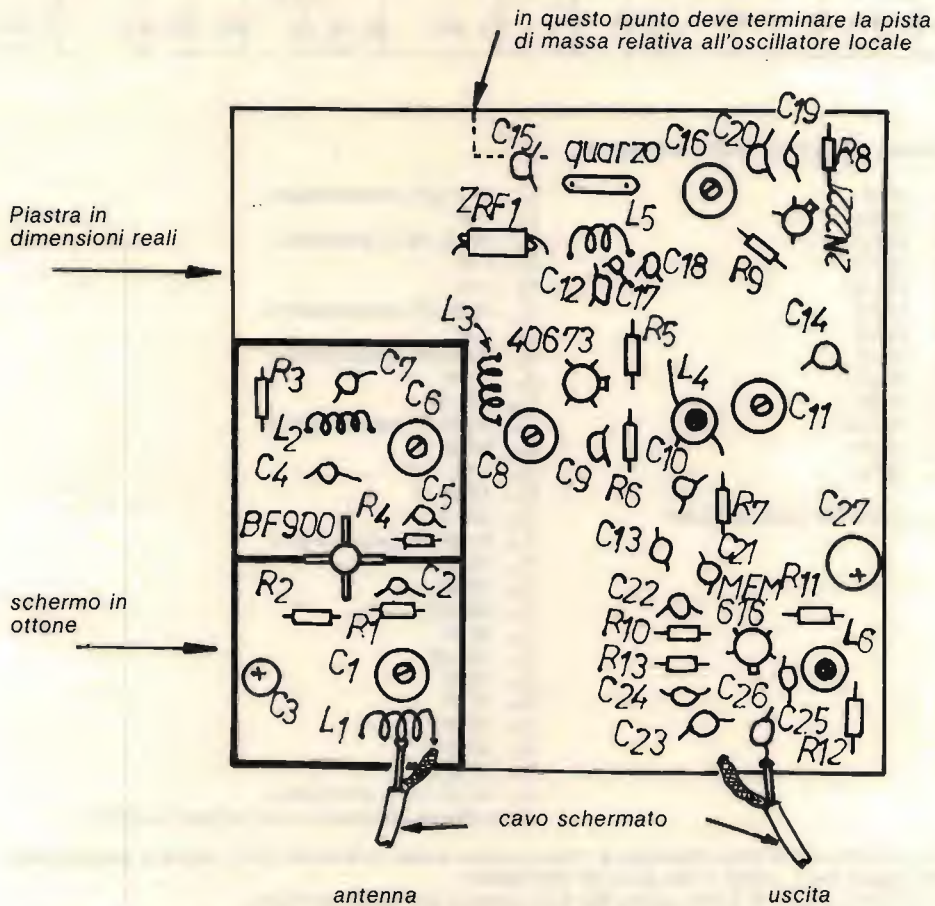 in questo punto deve terminare la pista
di massa relativa all'oscillatore locale
C15
quarzo
C16
C20
C19
R8
2N2221
ZRF1
L5
Piastra in
dimensioni reali
C12
C17
C18
R9
L3
40673
R5
C14
L4
R3
C7
C6
C11
L2
C8
C9
R6
C10
C4
C5
R7
C27
BF900
R4
C13
C21
C2
MEM
616
R11
schermo in
ottone
R2
R1
C22
R10
L6
C1
R13
C3
C24
C26
L1
C23
C25
R12
cavo schermato
antenna
uscita